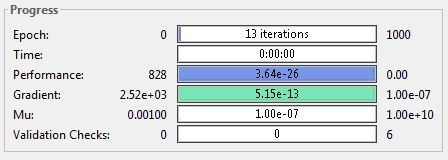 Progress
Epoch: 0 13 iterations 1000
Time: 0:00:00
Performance: 828 3.64e-26 0.00
Gradient: 2.52e+03 5.15e-13 1.00e-07
Mu: 0.00100 1.00e-07 1.00e+10
Validation Checks: 0 0 6